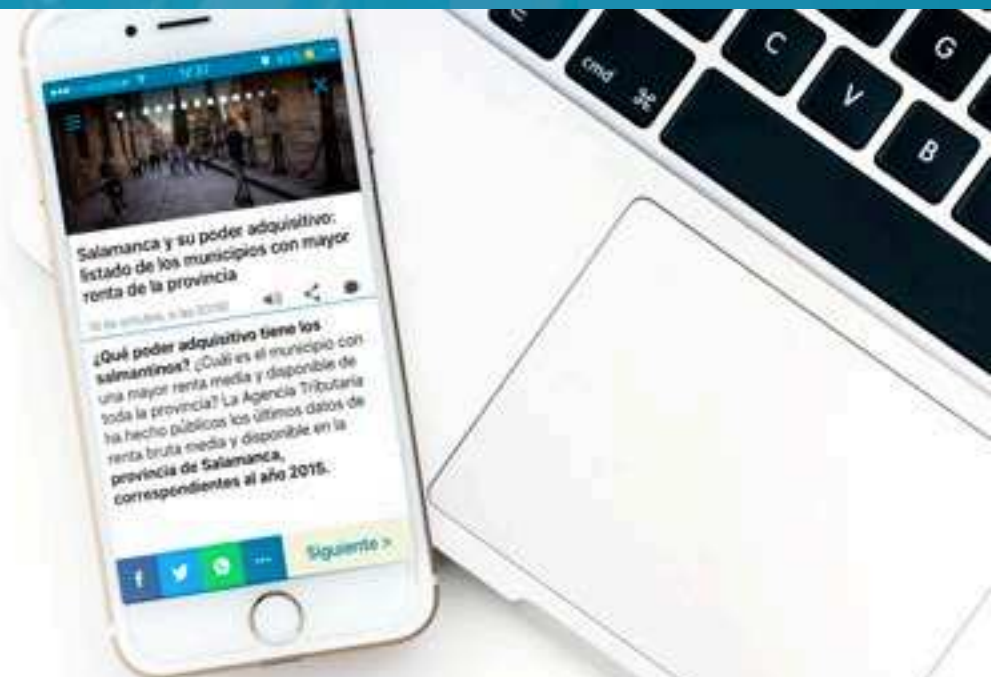 Salamanca y su poder adquisitivo:
listado de los municipios con mayor
renta de la provincia
¿Qué poder adquisitivo tiene los
salmantinos? ¿Cuál es el municipio con
una mayor renta media y disponible de
toda la provincia? La Agencia Tributaria
ha hecho públicos los últimos datos de
renta bruta media y disponible en la
provincia de Salamanca,
correspondientes al año 2015.
Siguiente >
C
G
cmd ⌘
V
B